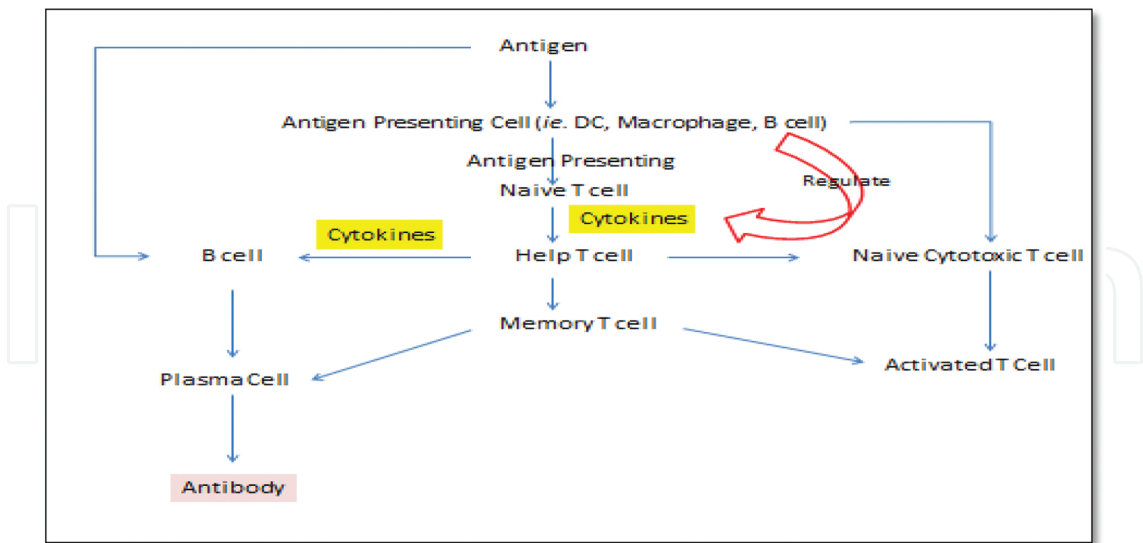 Antigen
Antigen Presenting Cell (ie. DC, Macrophage, B cell)
Antigen Presenting
Regulate
Naive T cell
Cytokines
Cytokines
B cell
Help T cell
Naive Cytotoxic T cell
Memory T cell
Activated T Cell
Plasma Cell
Antibody